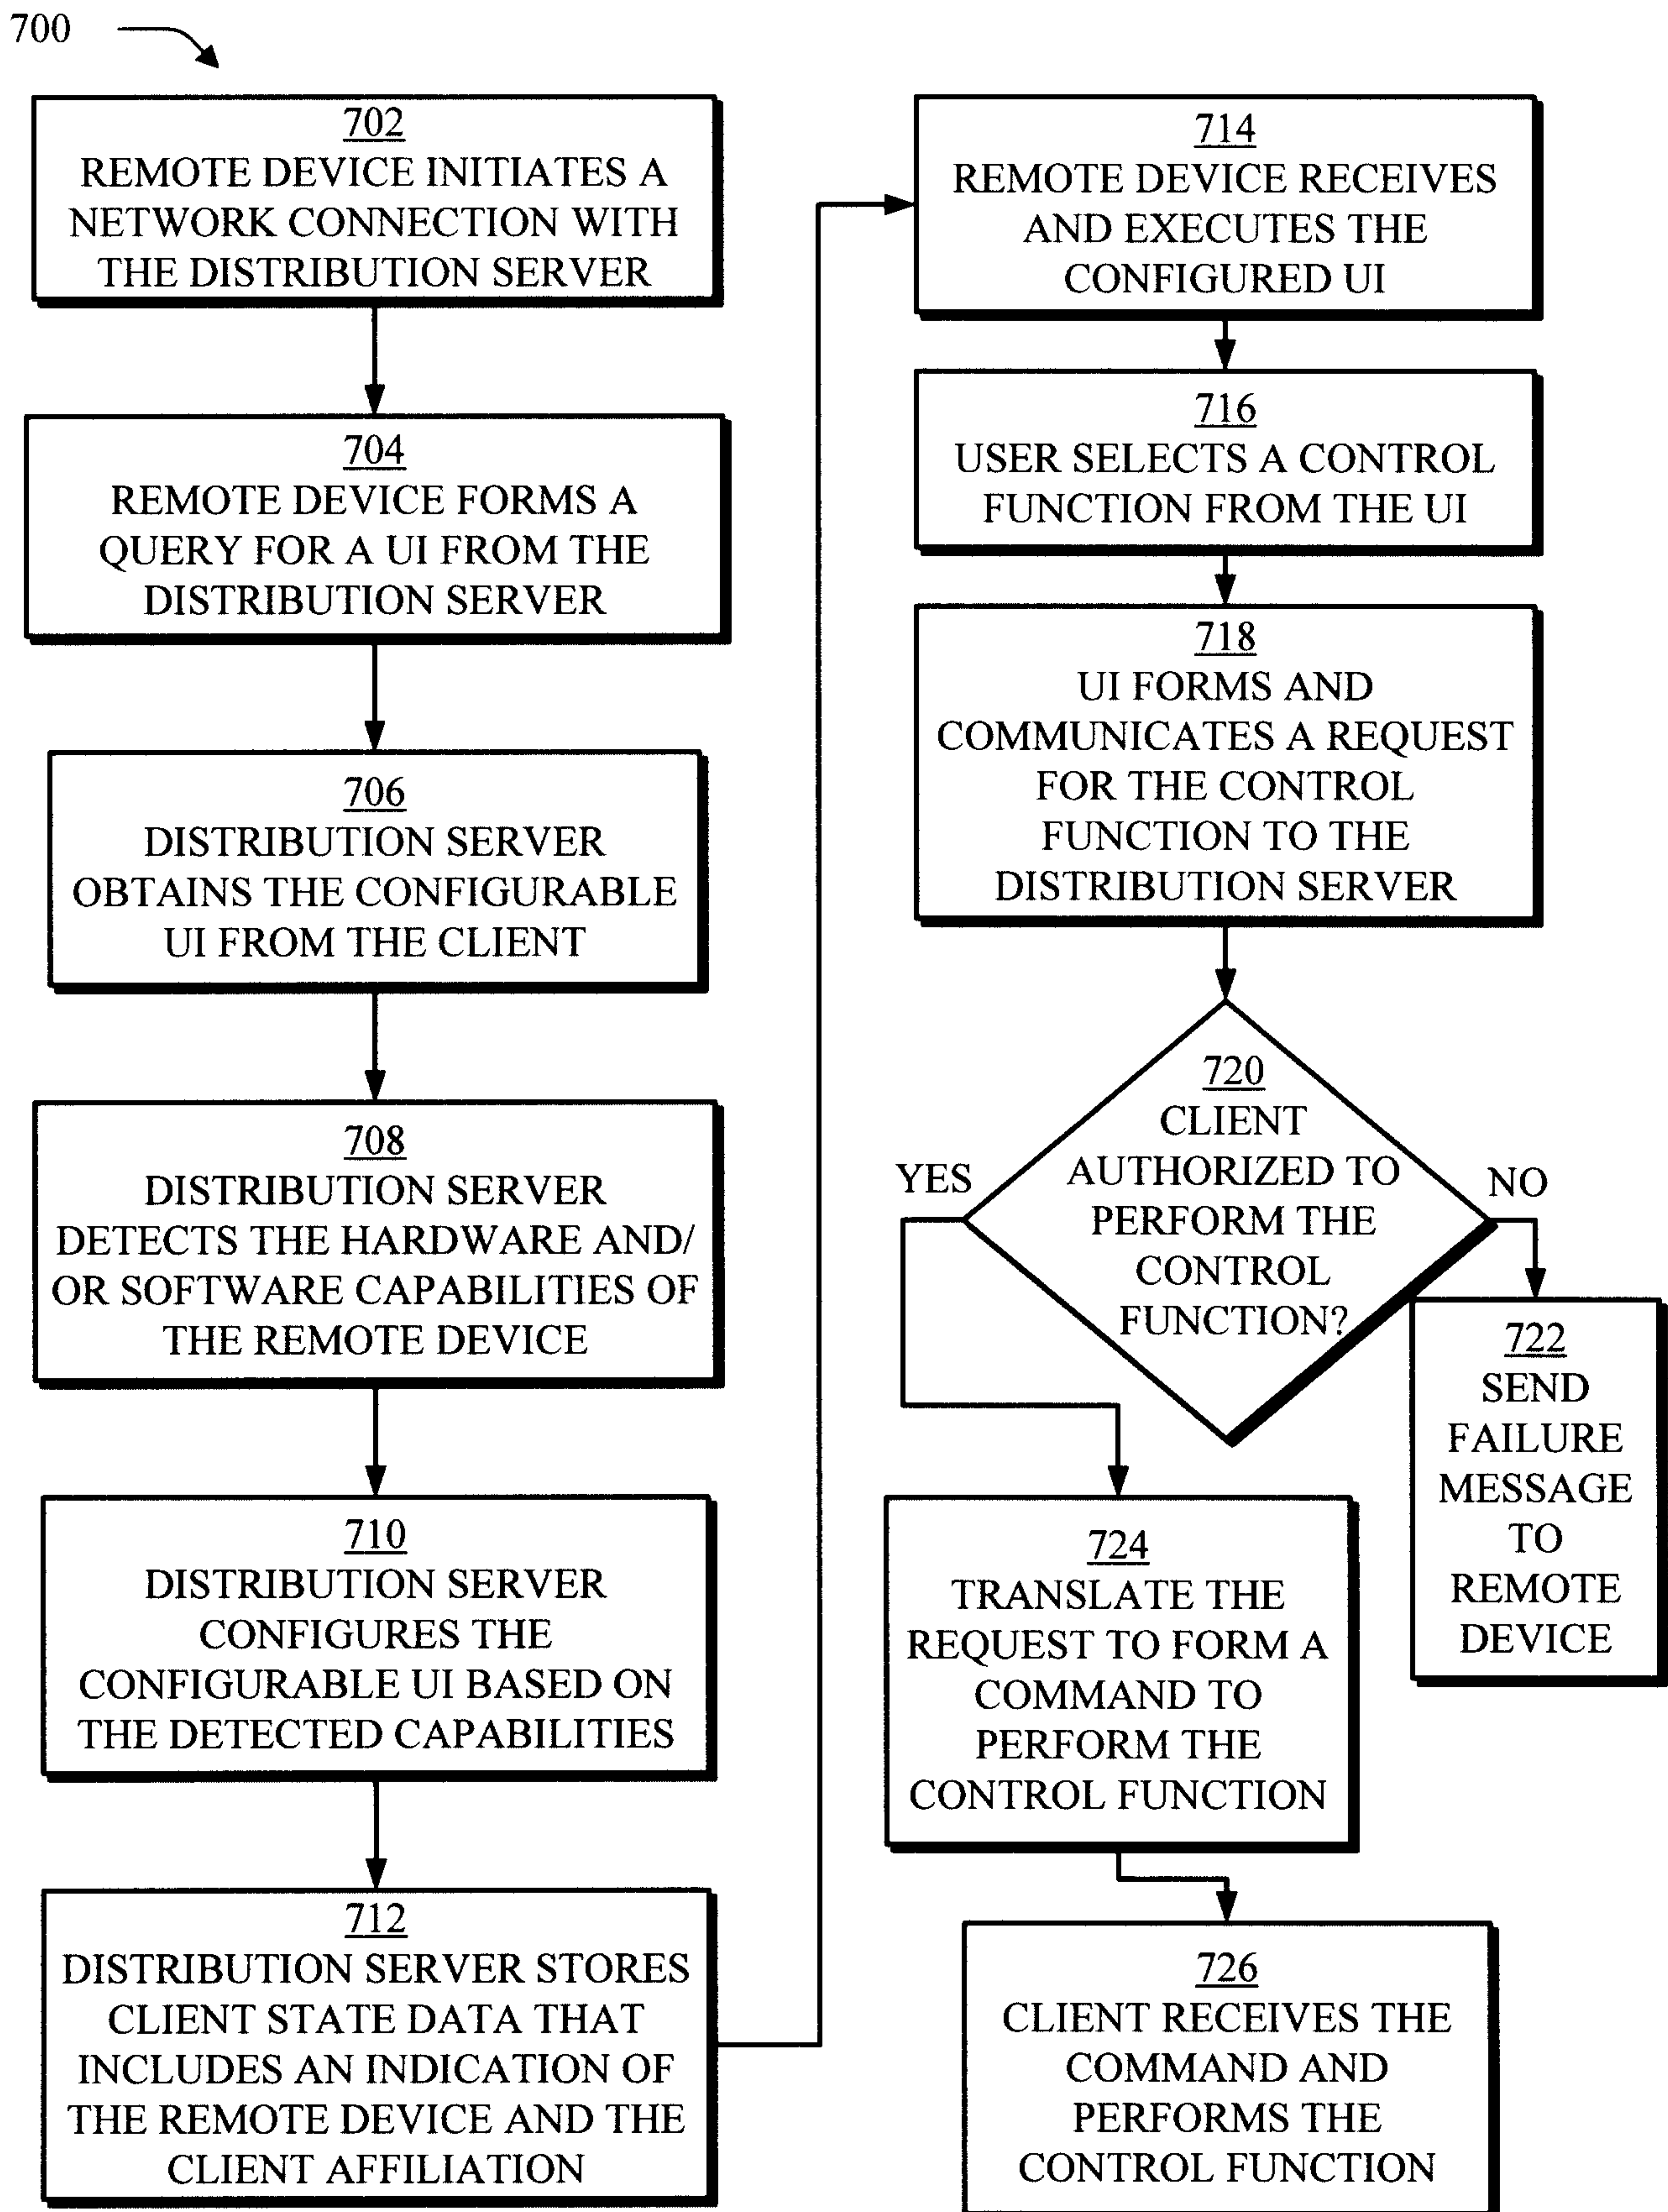 700
702
REMOTE DEVICE INITIATES A
NETWORK CONNECTION WITH
THE DISTRIBUTION SERVER
704
REMOTE DEVICE FORMS A
QUERY FOR A UI FROM THE
DISTRIBUTION SERVER
706
DISTRIBUTION SERVER
OBTAINS THE CONFIGURABLE
UI FROM THE CLIENT
708
DISTRIBUTION SERVER
DETECTS THE HARDWARE AND/
OR SOFTWARE CAPABILITIES OF
THE REMOTE DEVICE
710
DISTRIBUTION SERVER
CONFIGURES THE
CONFIGURABLE UI BASED ON
THE DETECTED CAPABILITIES
712
DISTRIBUTION SERVER STORES
CLIENT STATE DATA THAT
INCLUDES AN INDICATION OF
THE REMOTE DEVICE AND THE
CLIENT AFFILIATION
714
REMOTE DEVICE RECEIVES
AND EXECUTES THE
CONFIGURED UI
716
USER SELECTS A CONTROL
FUNCTION FROM THE UI
718
UI FORMS AND
COMMUNICATES A REQUEST
FOR THE CONTROL
FUNCTION TO THE
DISTRIBUTION SERVER
720
CLIENT
AUTHORIZED TO
PERFORM THE
CONTROL
FUNCTION?
YES
NO
722
SEND
FAILURE
MESSAGE
TO
REMOTE
DEVICE
724
TRANSLATE THE
REQUEST TO FORM A
COMMAND TO
PERFORM THE
CONTROL FUNCTION
726
CLIENT RECEIVES THE
COMMAND AND
PERFORMS THE
CONTROL FUNCTION